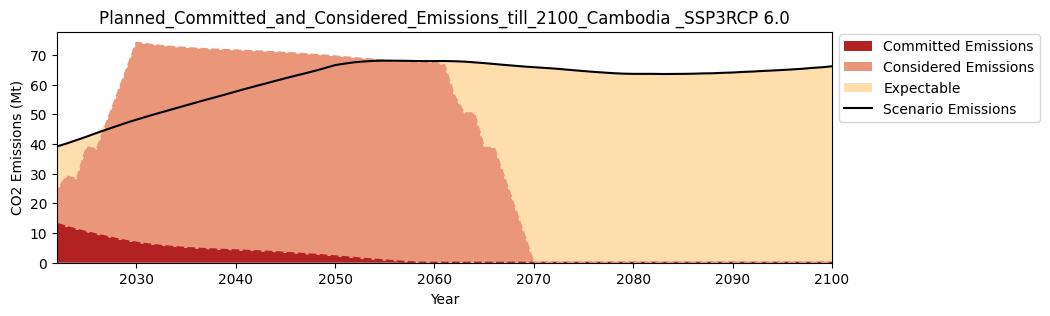 Planned_Committed_and_Considered_Emissions_till_2100_Cambodia _SSP3RCP 6.0
70
60
50
40
30
20
10
0
CO2 Emissions (Mt)
2030 2040 2050 2060 2070 2080 2090 2100
Year
Committed Emissions
Considered Emissions
Expectable
Scenario Emissions